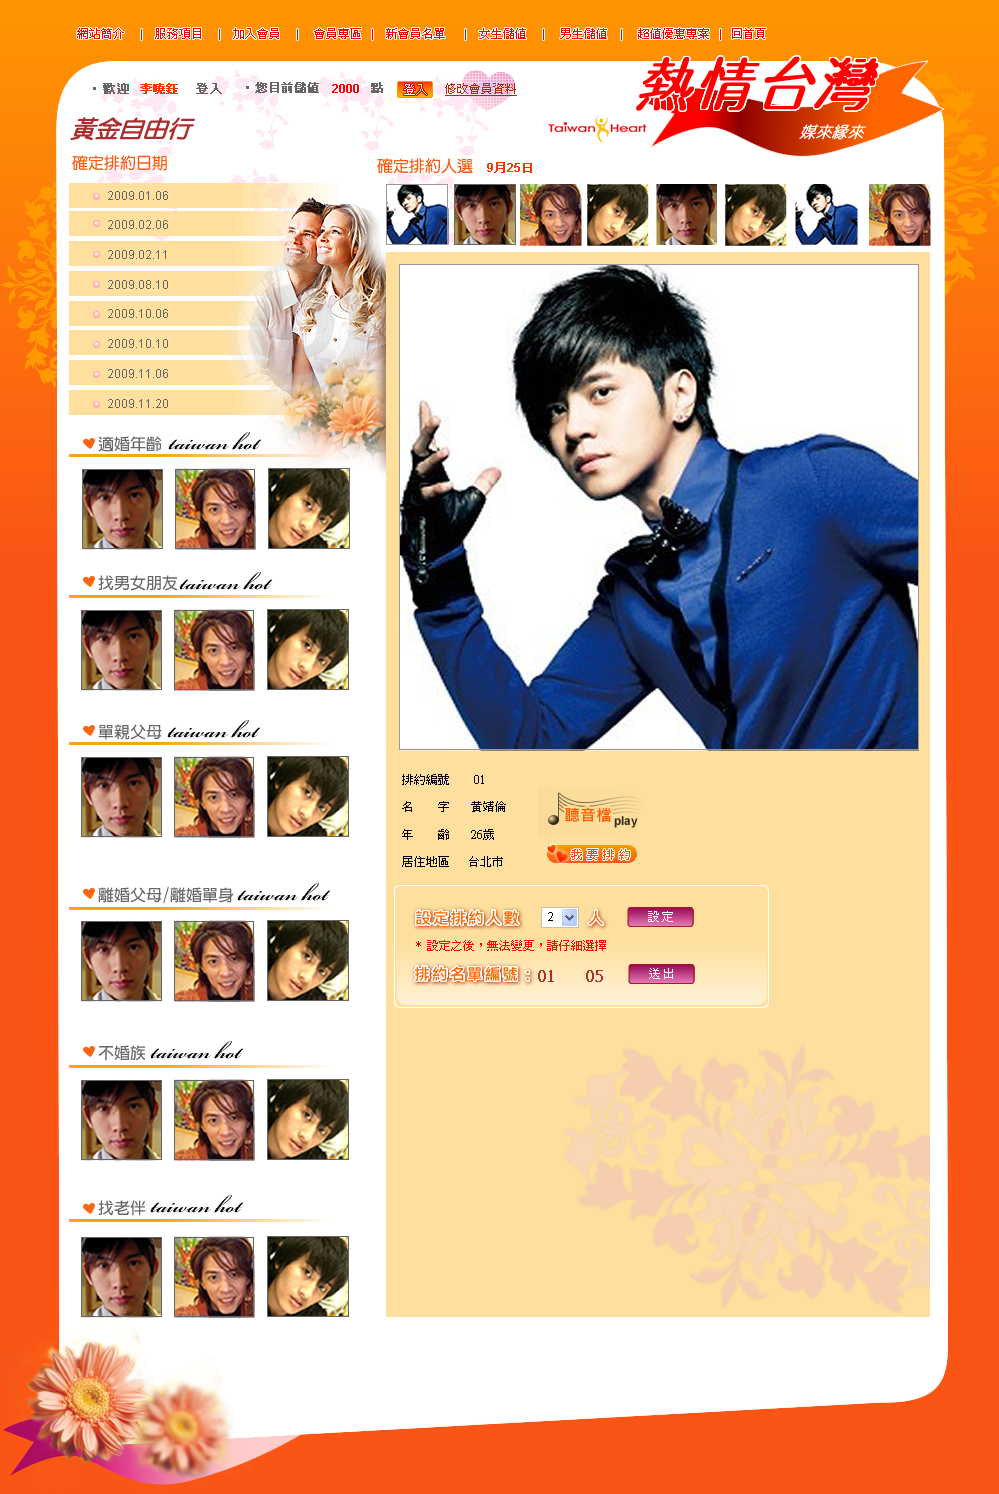 網站簡介 | 服務項目 | 加入會員 | 會員專區 | 新會員名單 | 女生儲值 | 男生儲值 | 超值優惠專案 | 回首頁
· 歡迎 李曉鈺 登入 · 您目前儲值 2000 點 登入 修改會員資料
熱情台灣
Taiwan Heart
媒來緣來
黃金自由行
確定排約日期
2009.01.06
2009.02.06
2009.02.11
2009.08.10
2009.10.06
2009.10.10
2009.11.06
2009.11.20
適婚年齡 taiwan hot
找男女朋友 taiwan hot
單親父母 taiwan hot
離婚父母/離婚單身 taiwan hot
不婚族 taiwan hot
找老伴 taiwan hot
確定排約人選 9月25日
排約編號 01
名 字 黃婧倫
年 齡 26歲
居住地區 台北市
聽音檔 play
我要排約
設定排約人數 2 人 設定
* 設定之後，無法變更，請仔細選擇
排約名單編號：01 05 送出